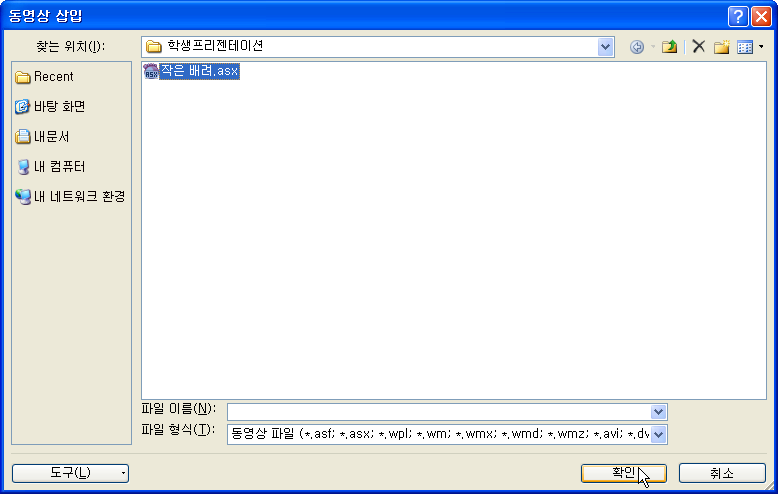 동영상 삽입
찾는 위치(I):
학생프리젠테이션
Recent
바탕 화면
내문서
내 컴퓨터
내 네트워크 환경
ASX 작은 배려.asx
파일 이름(N):
파일 형식(T): 동영상 파일 (*.asf; *.asx; *.wpl; *.wm; *.wmx; *.wmd; *.wmz; *.avi; *.dv
도구(L)
확인
취소